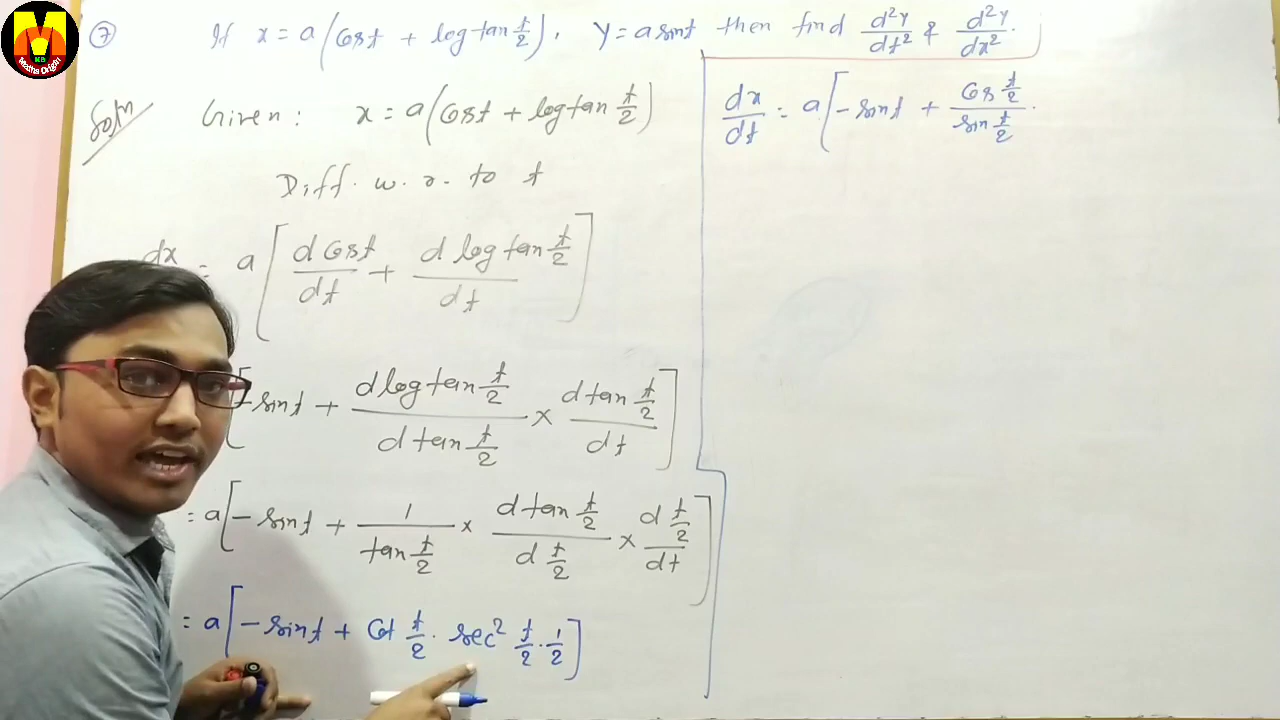 M
KB
Maths Origin
⑦ If x = a(Cost + log tan t/2), y = a sint then find d²y/dt² & d²y/dx².
Soln
Given: x = a(Cost + log tan t/2)
Diff. w. r. to t
dx = a[d Cost/dt + d log tan t/2 / dt]
[-sint + d log tan t/2 / d tan t/2 × d tan t/2 / dt]
= a[-sint + 1/tan t/2 × d tan t/2 / d t/2 × d t/2 / dt]
= a[-sint + Cot t/2 . sec² t/2 . 1/2]
dx/dt = a[-sint + Cos t/2 / sin t/2 .